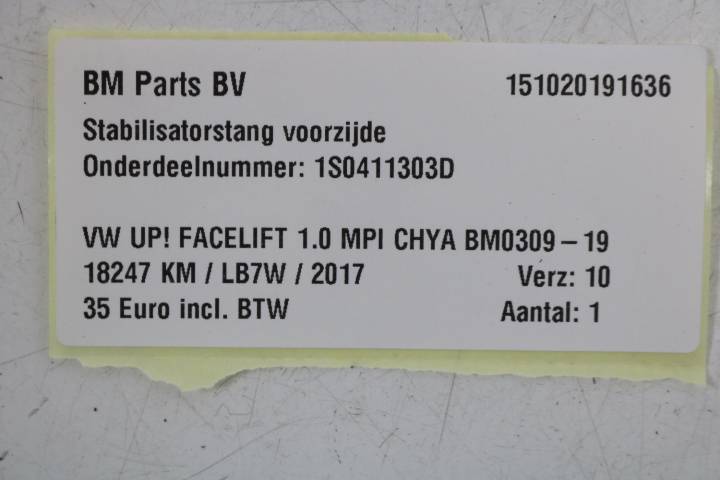 BM Parts BV 151020191636
Stabilisatorstang voorzijde
Onderdeelnummer: 1S0411303D
VW UP! FACELIFT 1.0 MPI CHYA BM0309-19
18247 KM / LB7W / 2017 Verz: 10
35 Euro incl. BTW Aantal: 1